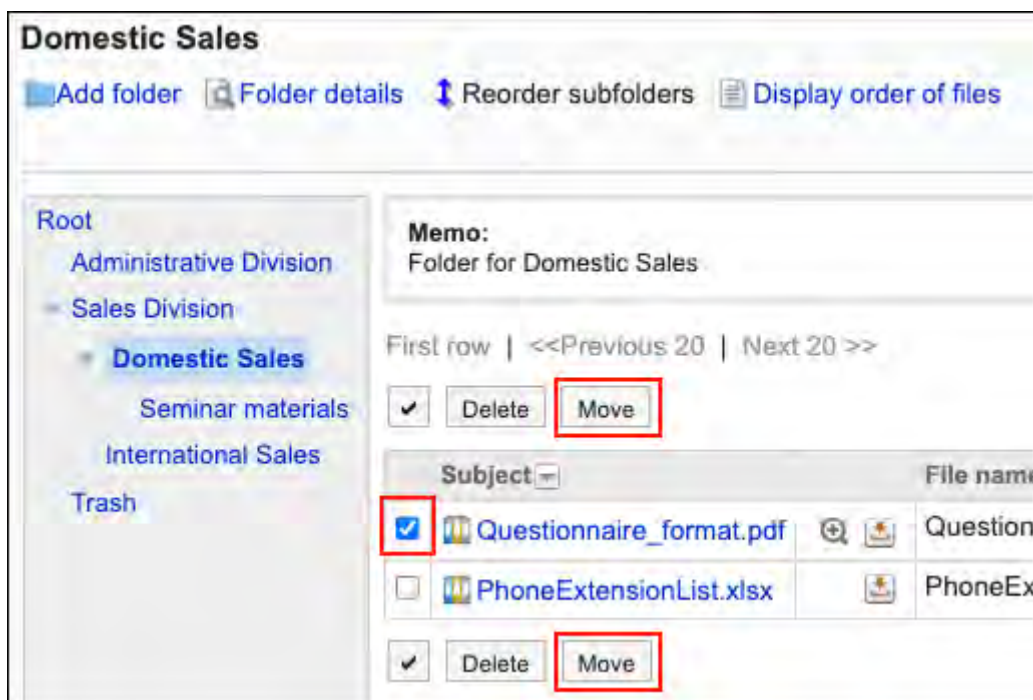 Domestic Sales
Add folder Folder details Reorder subfolders Display order of files
Root
Administrative Division
Sales Division
Domestic Sales
Seminar materials
International Sales
Trash
Memo:
Folder for Domestic Sales
First row | <<Previous 20 | Next 20 >>
Delete Move
Subject File name
Questionnaire_format.pdf Question
PhoneExtensionList.xlsx PhoneEx
Delete Move